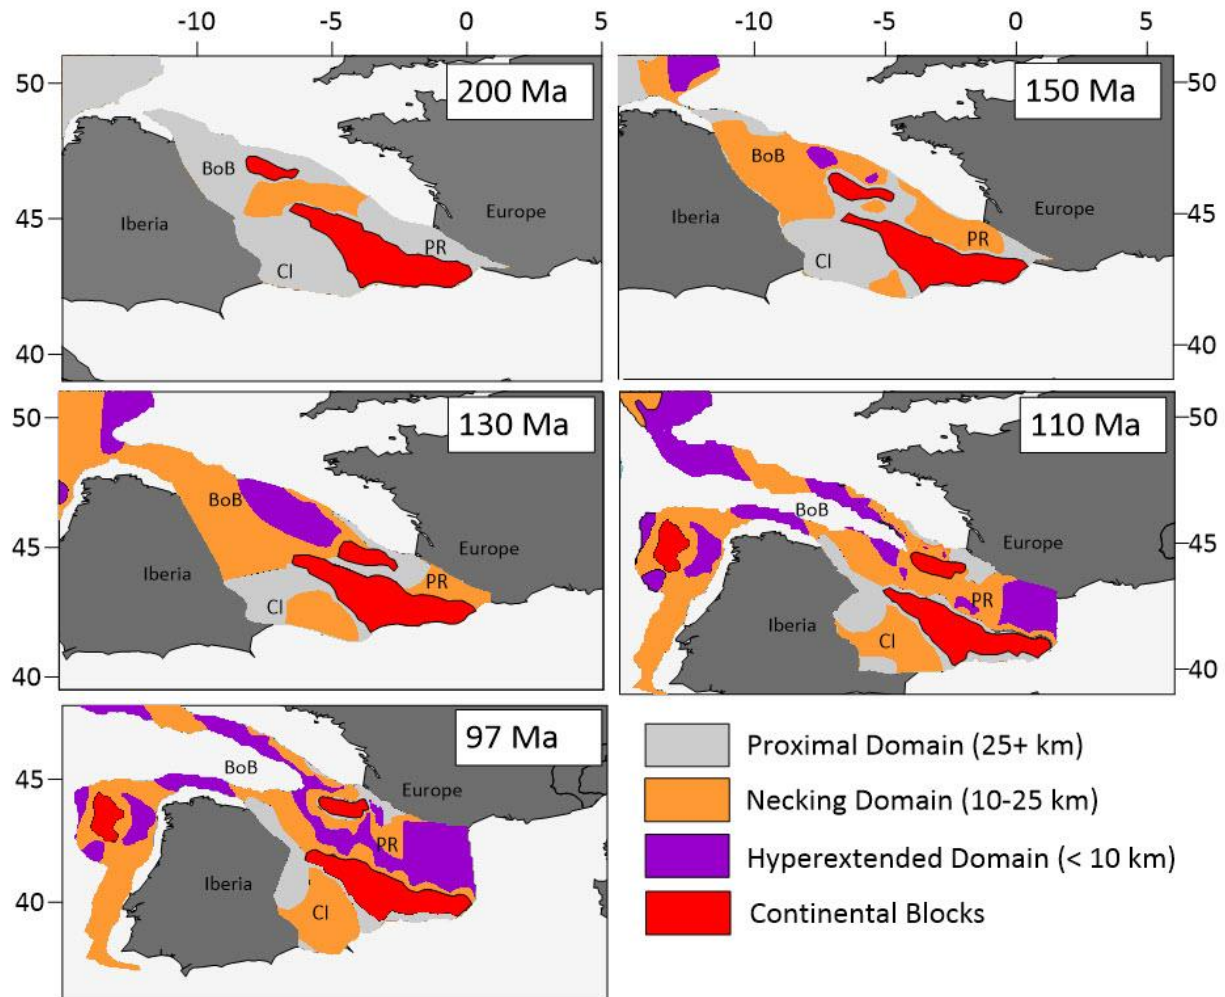 -10 -5 0 5
-10 -5 0 5
50
200 Ma
BoB
45
Iberia
Europe
PR
CI
40
150 Ma
50
BoB
45
Iberia
Europe
PR
CI
40
50
130 Ma
BoB
45
Iberia
Europe
PR
CI
40
110 Ma
50
BoB
Europe
45
PR
Iberia
CI
40
97 Ma
45
BoB
Europe
PR
Iberia
CI
40
Proximal Domain (25+ km)
Necking Domain (10-25 km)
Hyperextended Domain (< 10 km)
Continental Blocks